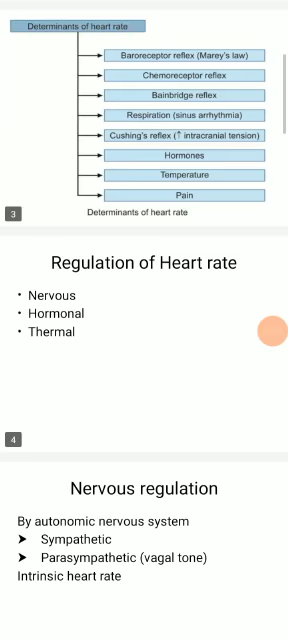 Determinants of heart rate
Baroreceptor reflex (Marey's law)
Chemoreceptor reflex
Bainbridge reflex
Respiration (sinus arrhythmia)
Cushing's reflex (↑ intracranial tension)
Hormones
Temperature
Pain
Determinants of heart rate
3
Regulation of Heart rate
• Nervous
• Hormonal
• Thermal
4
Nervous regulation
By autonomic nervous system
➤ Sympathetic
➤ Parasympathetic (vagal tone)
Intrinsic heart rate